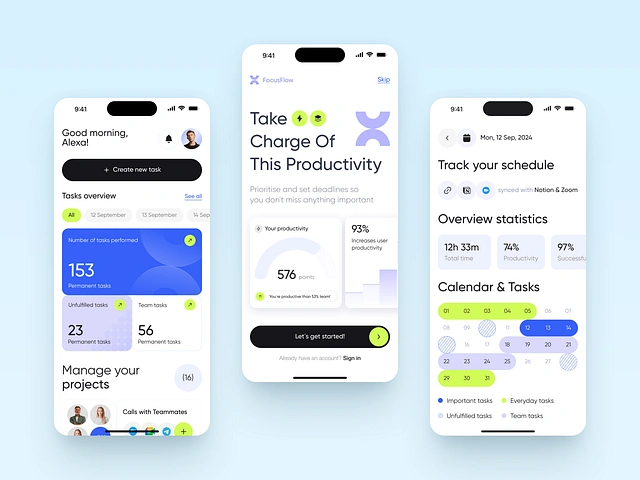 9:41
Good morning,
Alexa!
+ Create new task
Tasks overview
See all
All
12 September
13 September
14 Sep
Number of tasks performed
153
Permanent tasks
Unfulfilled tasks
23
Permanent tasks
Team tasks
56
Permanent tasks
Manage your
projects
(16)
Calls with Teammates
9:41
FocusFlow
Skip
Take
Charge Of
This Productivity
Prioritise and set deadlines so
you don't miss anything important
Your productivity
576 points
You're productive than 52% team!
93%
Increases user
productivity
Let's get started!
Already have an account? Sign in
9:41
Mon, 12 Sep, 2024
Track your schedule
synced with Notion & Zoom
Overview statistics
12h 33m
Total time
74%
Productivity
97%
Successfu
Calendar & Tasks
01 02 03 04 05 06 07
08 09 11 12 13 14
16 17 18 19 20 21
22 23 24 25 26 27
29 30 31
Important tasks
Everyday tasks
Unfulfilled tasks
Team tasks